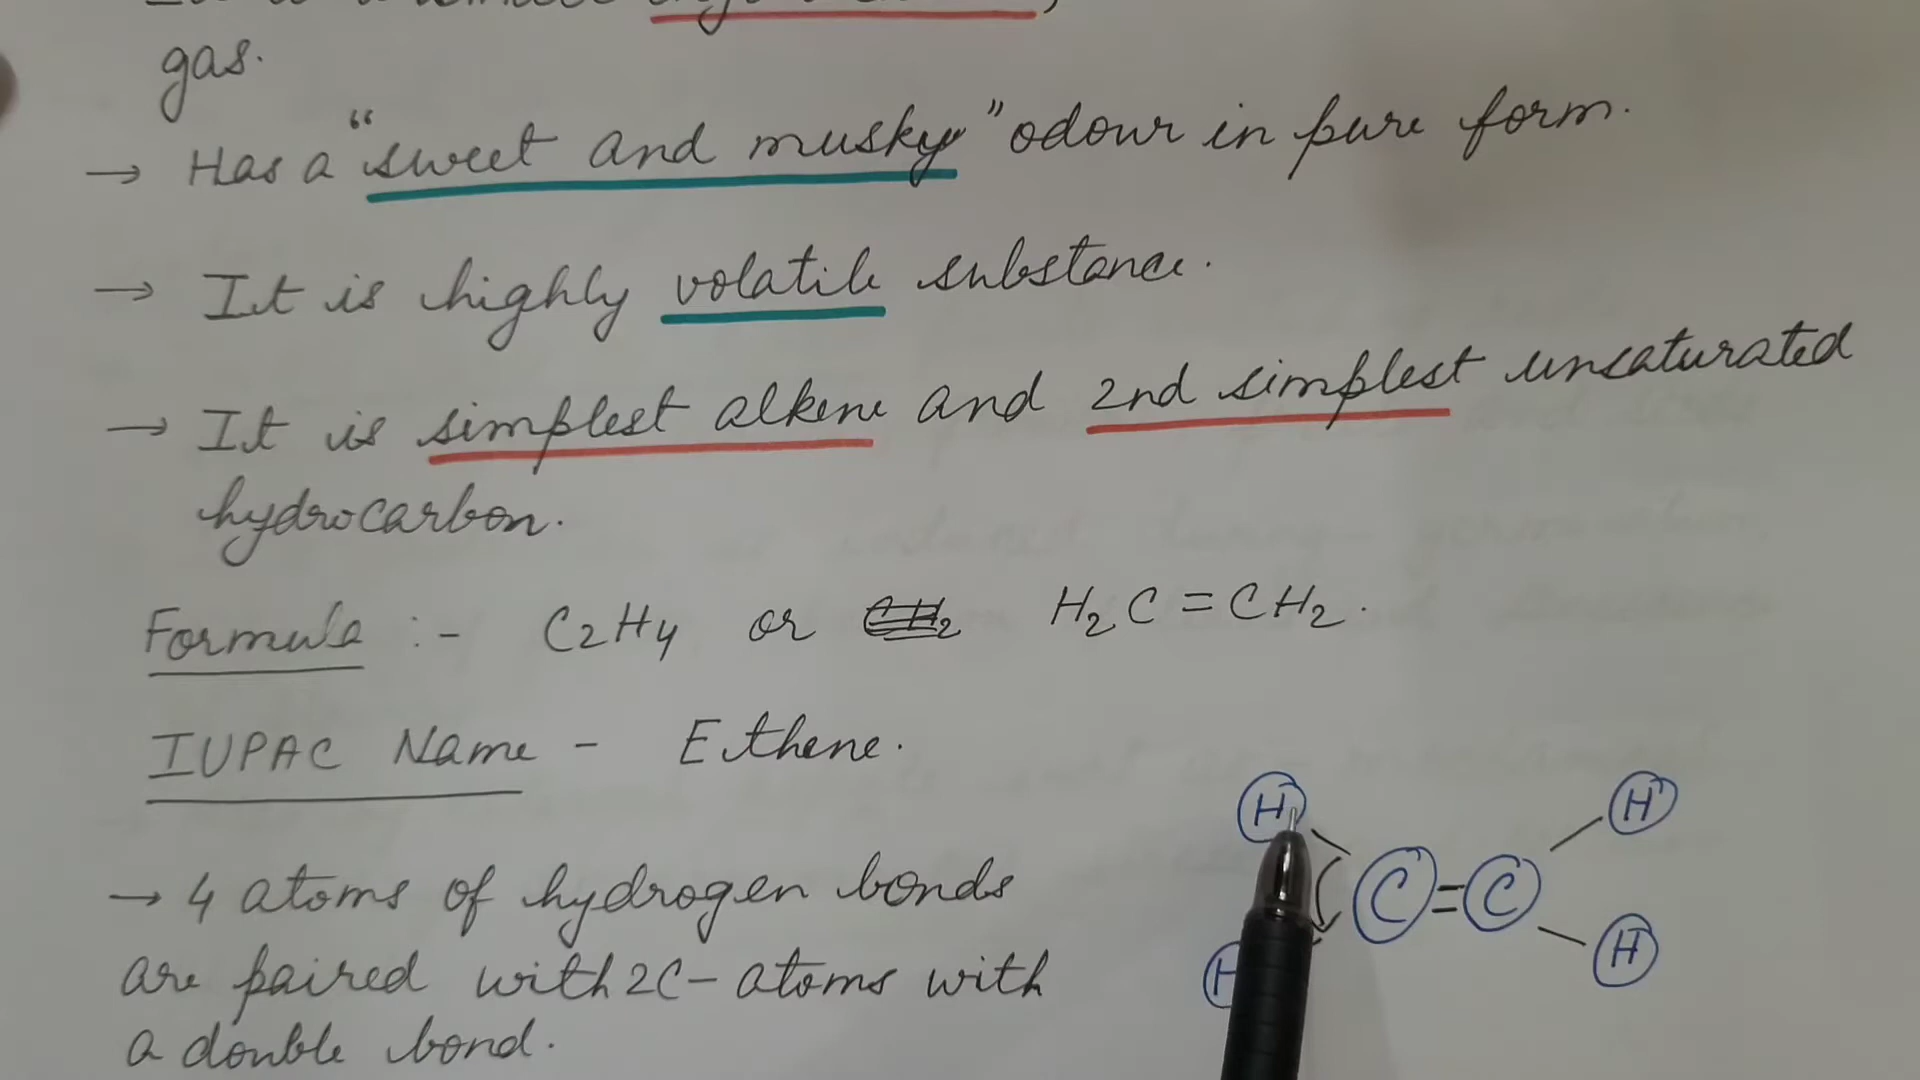 gas.
→ Has a “sweet and musky” odour in pure form.
→ It is highly volatile substance.
→ It is simplest alkene and 2nd simplest unsaturated
hydrocarbon.
Formula :- C2H4 or H2C=CH2.
IUPAC Name - Ethene.
H H
C=C
→ 4 atoms of hydrogen bonds
H H
are paired with 2C-atoms with
a double bond.